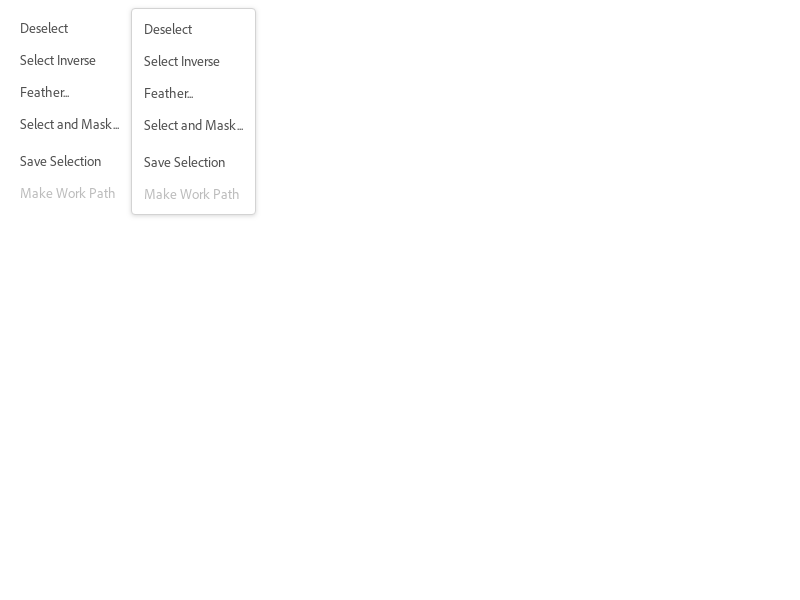 Deselect
Select Inverse
Feather...
Select and Mask...
Save Selection
Make Work Path
Deselect
Select Inverse
Feather...
Select and Mask...
Save Selection
Make Work Path